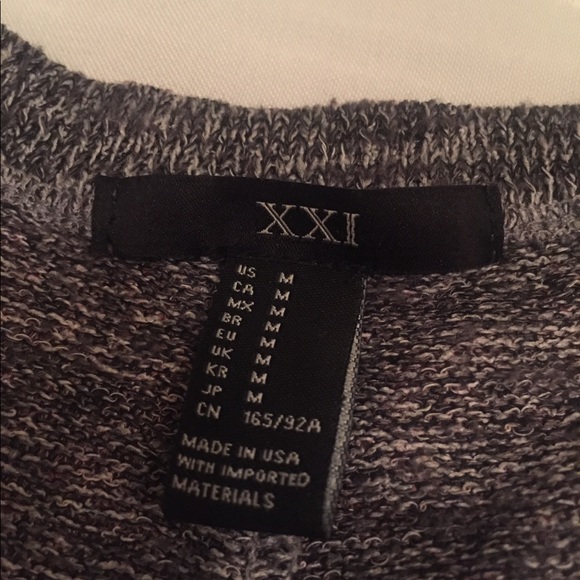 XXI
US M
CA M
MX M
BR M
EU M
UK M
KR M
JP M
CN 165/92A
MADE IN USA
WITH IMPORTED
MATERIALS